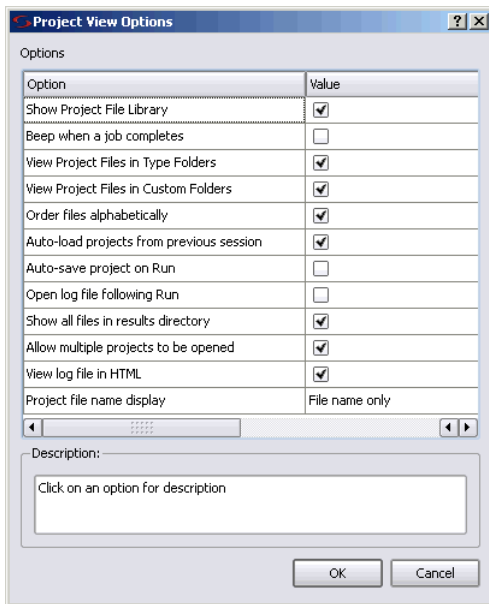 Project View Options
Options
Option Value
Show Project File Library
Beep when a job completes
View Project Files in Type Folders
View Project Files in Custom Folders
Order files alphabetically
Auto-load projects from previous session
Auto-save project on Run
Open log file following Run
Show all files in results directory
Allow multiple projects to be opened
View log file in HTML
Project file name display File name only
Description:
Click on an option for description
OK Cancel